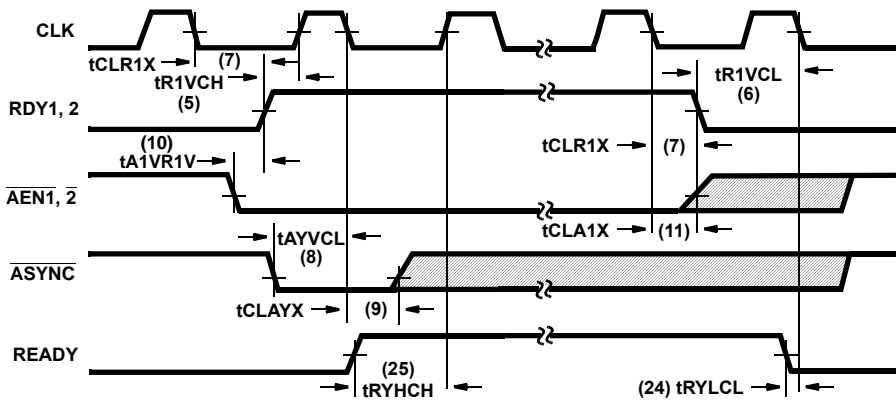 CLK
tCLR1X
(7)
tR1VCH
(5)
tR1VCL
(6)
RDY1, 2
(10)
tA1VR1V
tCLR1X
(7)
AEN1, 2
tAYVCL
(8)
tCLA1X
(11)
ASYNC
tCLAYX
(9)
READY
(25)
tRYHCH
(24) tRYLCL